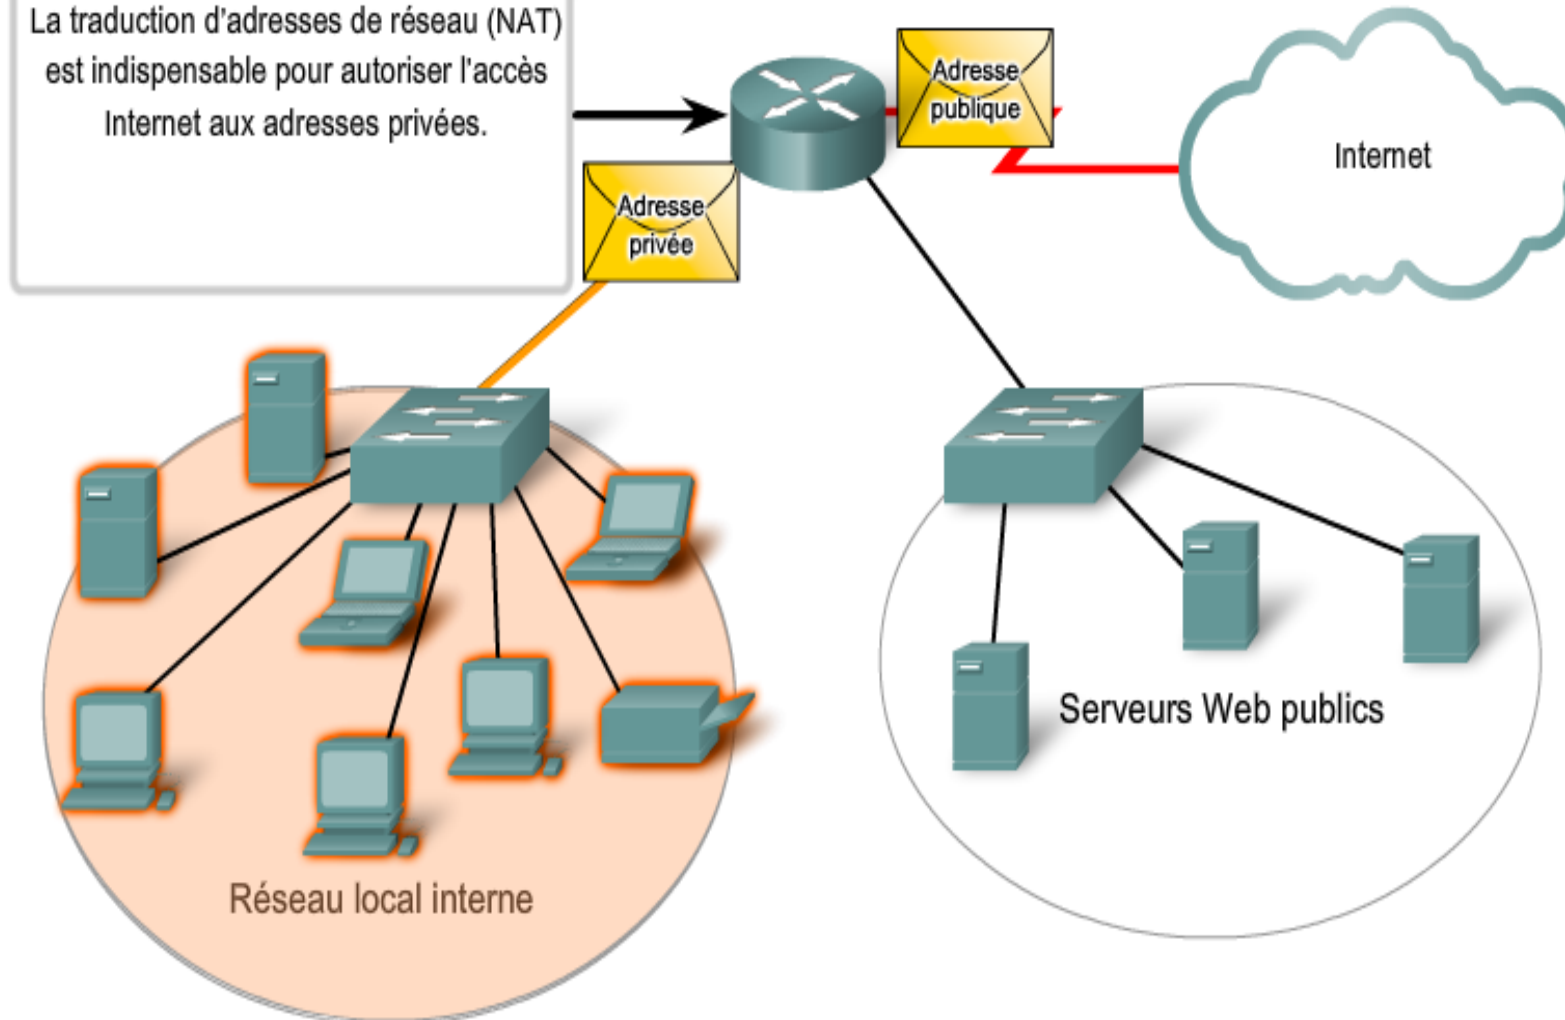 La traduction d'adresses de réseau (NAT)
est indispensable pour autoriser l'accès
Internet aux adresses privées.
Adresse
publique
Internet
Adresse
privée
Serveurs Web publics
Réseau local interne